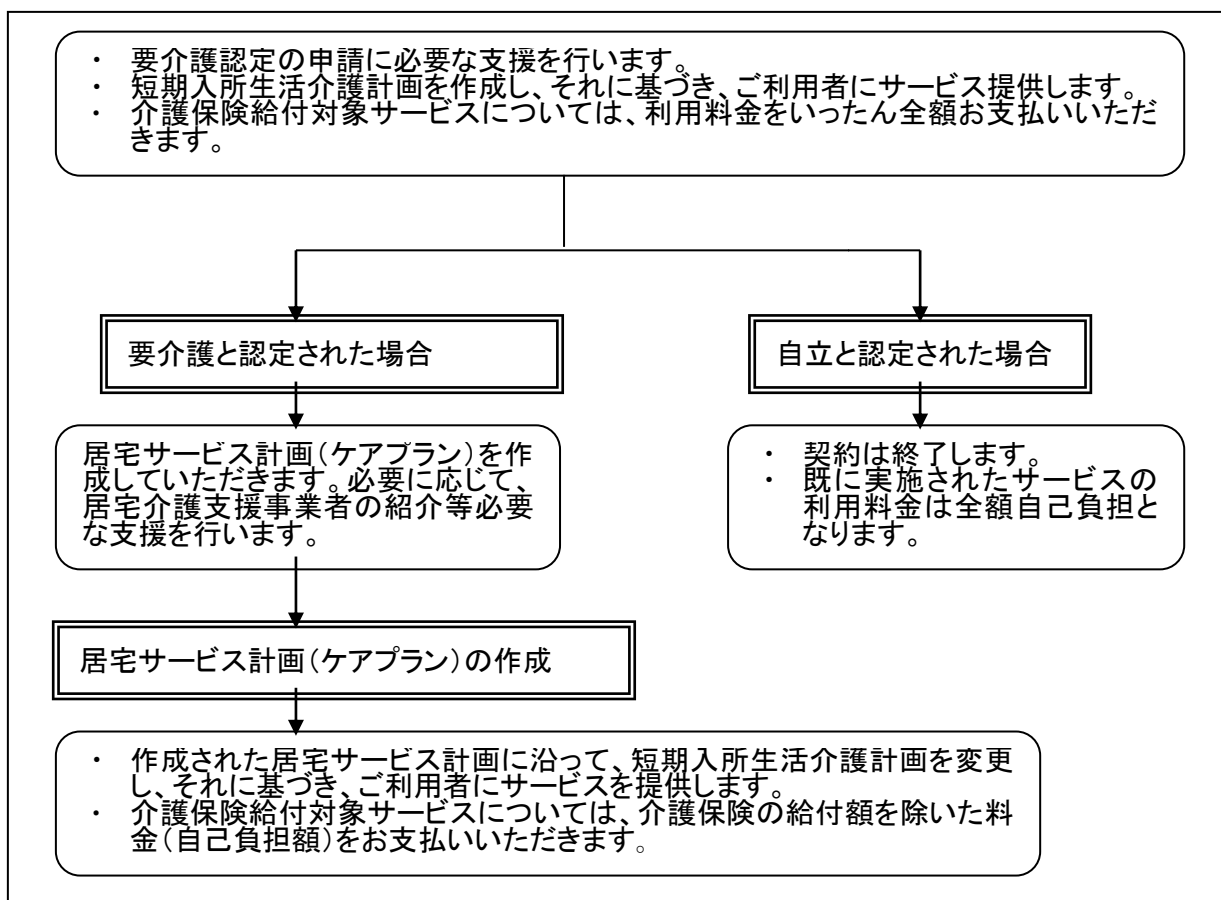 ・ 要介護認定の申請に必要な支援を行います。
・ 短期入所生活介護計画を作成し、それに基づき、ご利用者にサービス提供します。
・ 介護保険給付対象サービスについては、利用料金をいったん全額お支払いいただ
きます。
要介護と認定された場合
自立と認定された場合
居宅サービス計画（ケアプラン）を作
成していただきます。必要に応じて、
居宅介護支援事業者の紹介等必要
な支援を行います。
・ 契約は終了します。
・ 既に実施されたサービスの
利用料金は全額自己負担と
なります。
居宅サービス計画（ケアプラン）の作成
・ 作成された居宅サービス計画に沿って、短期入所生活介護計画を変更
し、それに基づき、ご利用者にサービスを提供します。
・ 介護保険給付対象サービスについては、介護保険の給付額を除いた料
金（自己負担額）をお支払いいただきます。